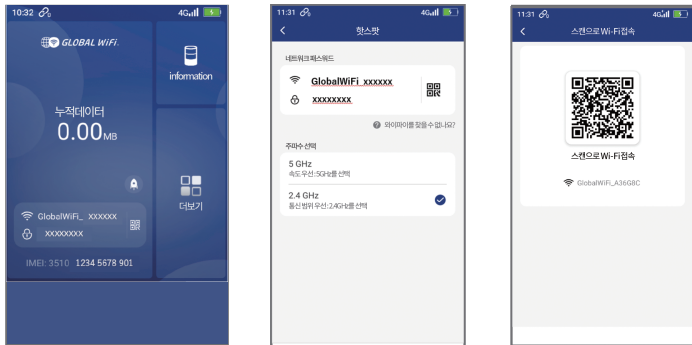 10:32
4G
GLOBAL WiFi.
information
누적데이터
0.00MB
더보기
GlobalWiFi_ xxxxxx
xxxxxxxx
IMEI: 3510 1234 5678 901
11:31
4G
핫스팟
네트워크 패스워드
GlobalWiFi_xxxxxx
xxxxxxxx
와이파이를 찾을 수 없나요?
주파수 선택
5 GHz
속도 우선 : 5GHz를 선택
2.4 GHz
통신 범위 우선 : 2.4GHz를 선택
11:31
4G
스캔으로 Wi-Fi접속
스캔으로 Wi-Fi접속
GlobalWiFi_A36G8C